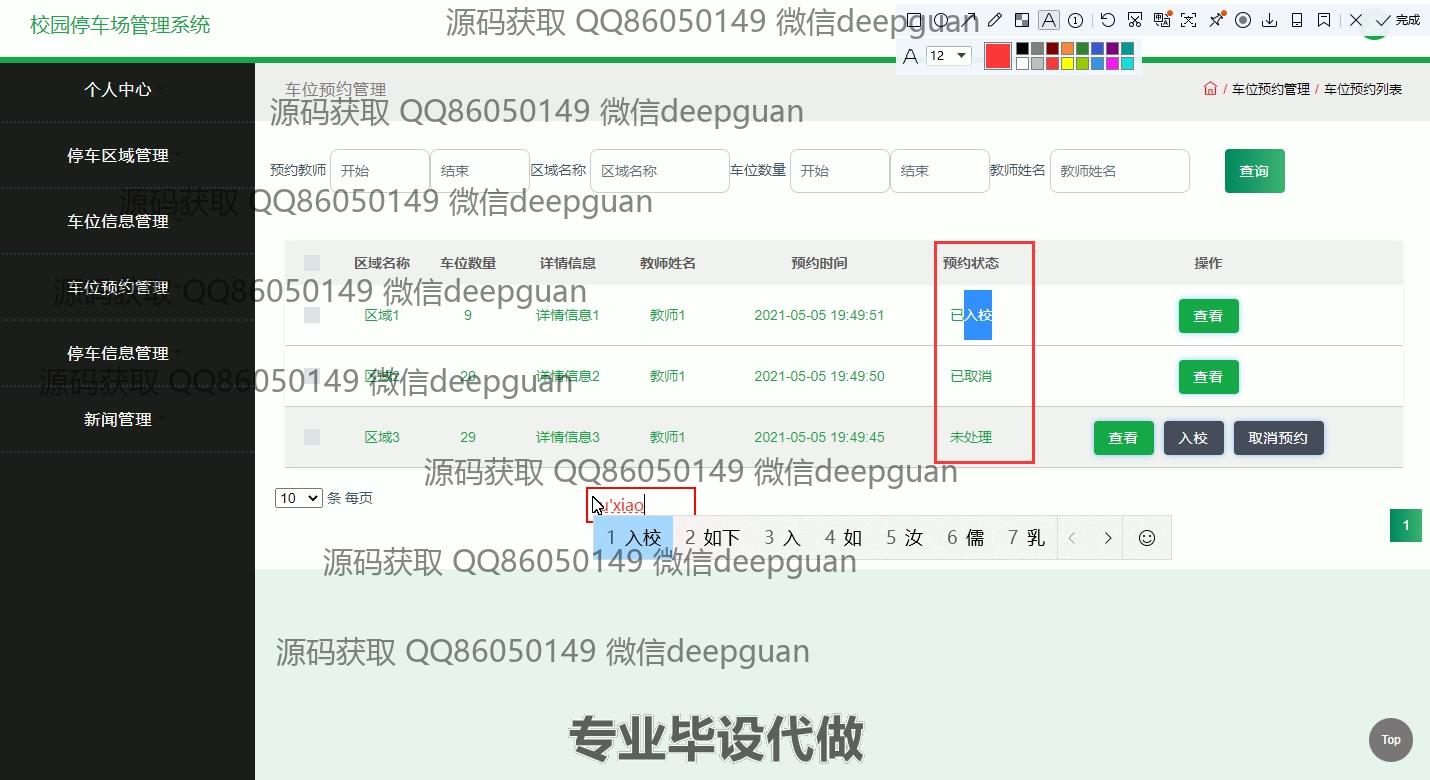 校园停车场管理系统
源码获取 QQ86050149 微信deepguan
完成
A 12
个人中心
停车区域管理
车位信息管理
车位预约管理
停车信息管理
新闻管理
车位预约管理
/ 车位预约管理 / 车位预约列表
源码获取 QQ86050149 微信deepguan
预约教师 开始 结束 区域名称 区域名称 车位数量 开始 结束 教师姓名 教师姓名 查询
源码获取 QQ86050149 微信deepguan
区域名称 车位数量 详情信息 教师姓名 预约时间 预约状态 操作
源码获取 QQ86050149 微信deepguan
区域1 9 详情信息1 教师1 2021-05-05 19:49:51 已入校 查看
区域2 20 详情信息2 教师1 2021-05-05 19:49:50 已取消 查看
源码获取 QQ86050149 微信deepguan
区域3 29 详情信息3 教师1 2021-05-05 19:49:45 未处理 查看 入校 取消预约
源码获取 QQ86050149 微信deepguan
10 条 每页
u'xiao
1
1 入校 2 如下 3 入 4 如 5 汝 6 儒 7 乳
源码获取 QQ86050149 微信deepguan
源码获取 QQ86050149 微信deepguan
专业毕设代做
Top